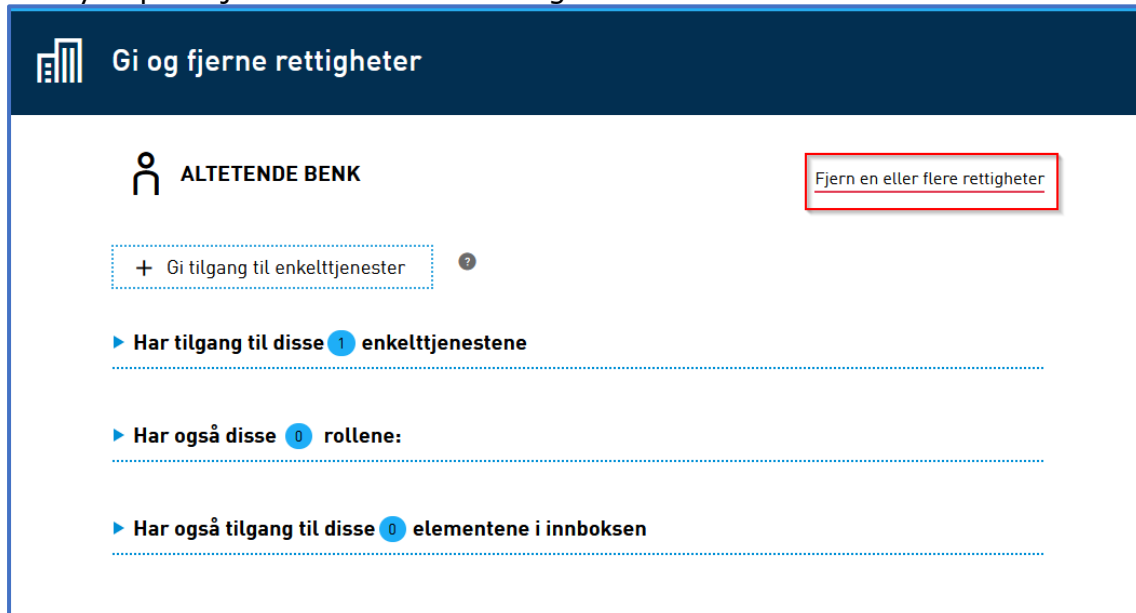 Gi og fjerne rettigheter
ALTETENDE BENK
Fjern en eller flere rettigheter
+ Gi tilgang til enkelttjenester ?
Har tilgang til disse 1 enkelttjenestene
Har også disse 0 rollene:
Har også tilgang til disse 0 elementene i innboksen